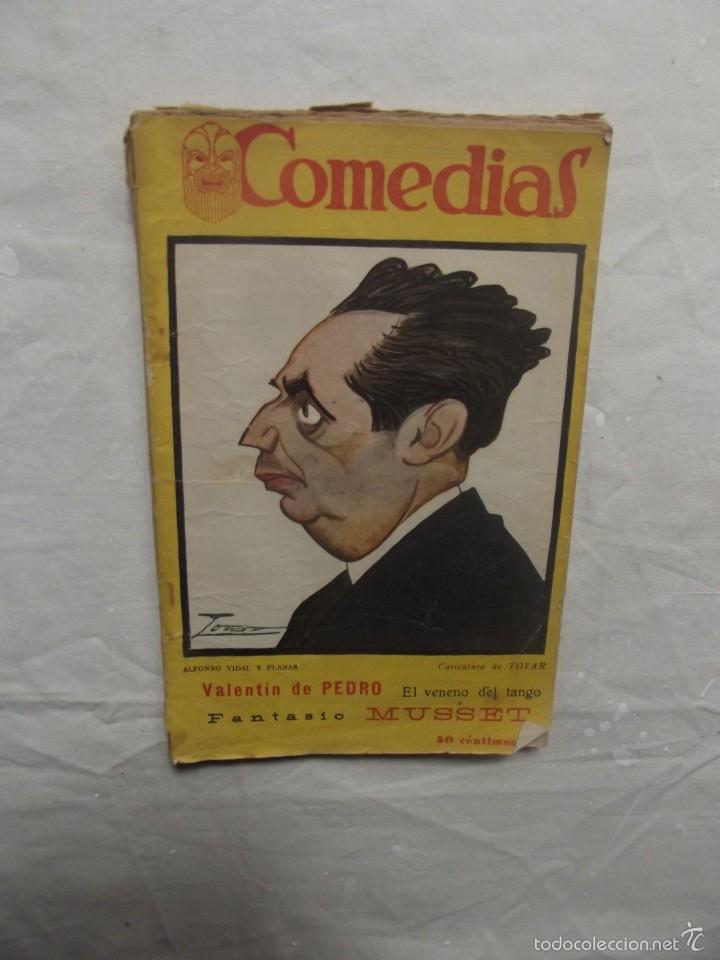 Comedias
Tovar
ALFONSO VIDAL Y PLANAS
Caricatura de TOVAR
Valentín de PEDRO El veneno del tango
Fantasio MUSSET
50 céntimos
todocoleccion.net